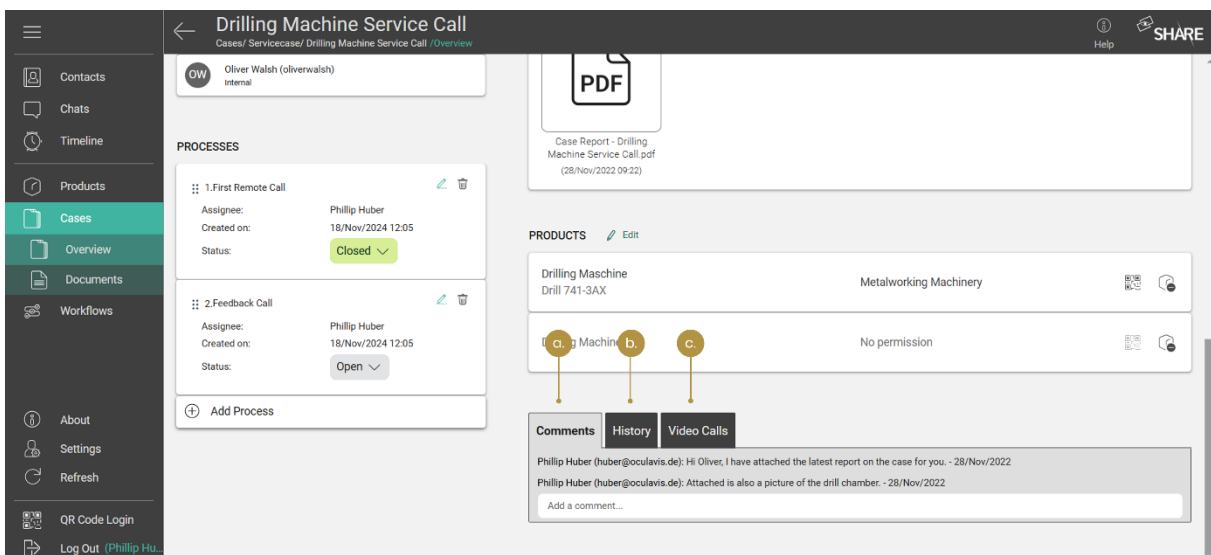 Drilling Machine Service Call
Cases/ Servicecase/ Drilling Machine Service Call /Overview
Help
SHARE
Contacts
Chats
Timeline
Products
Cases
Overview
Documents
Workflows
About
Settings
Refresh
QR Code Login
Log Out (Phillip Hu...
OW
Oliver Walsh (oliverwalsh)
Internal
PROCESSES
1.First Remote Call
Assignee: Phillip Huber
Created on: 18/Nov/2024 12:05
Status: Closed
2.Feedback Call
Assignee: Phillip Huber
Created on: 18/Nov/2024 12:05
Status: Open
Add Process
PDF
Case Report - Drilling
Machine Service Call.pdf
(28/Nov/2022 09:22)
PRODUCTS Edit
Drilling Maschine
Drill 741-3AX
Metalworking Machinery
Machin
No permission
a. b. c.
Comments History Video Calls
Phillip Huber (huber@oculavis.de): Hi Oliver, I have attached the latest report on the case for you. - 28/Nov/2022
Phillip Huber (huber@oculavis.de): Attached is also a picture of the drill chamber. - 28/Nov/2022
Add a comment...